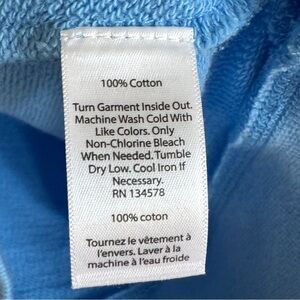 100% Cotton
Turn Garment Inside Out.
Machine Wash Cold With
Like Colors. Only
Non-Chlorine Bleach
When Needed. Tumble
Dry Low. Cool Iron If
Necessary.
RN 134578
100% coton
Tournez le vêtement à
l'envers. Laver à la
machine à l'eau froide